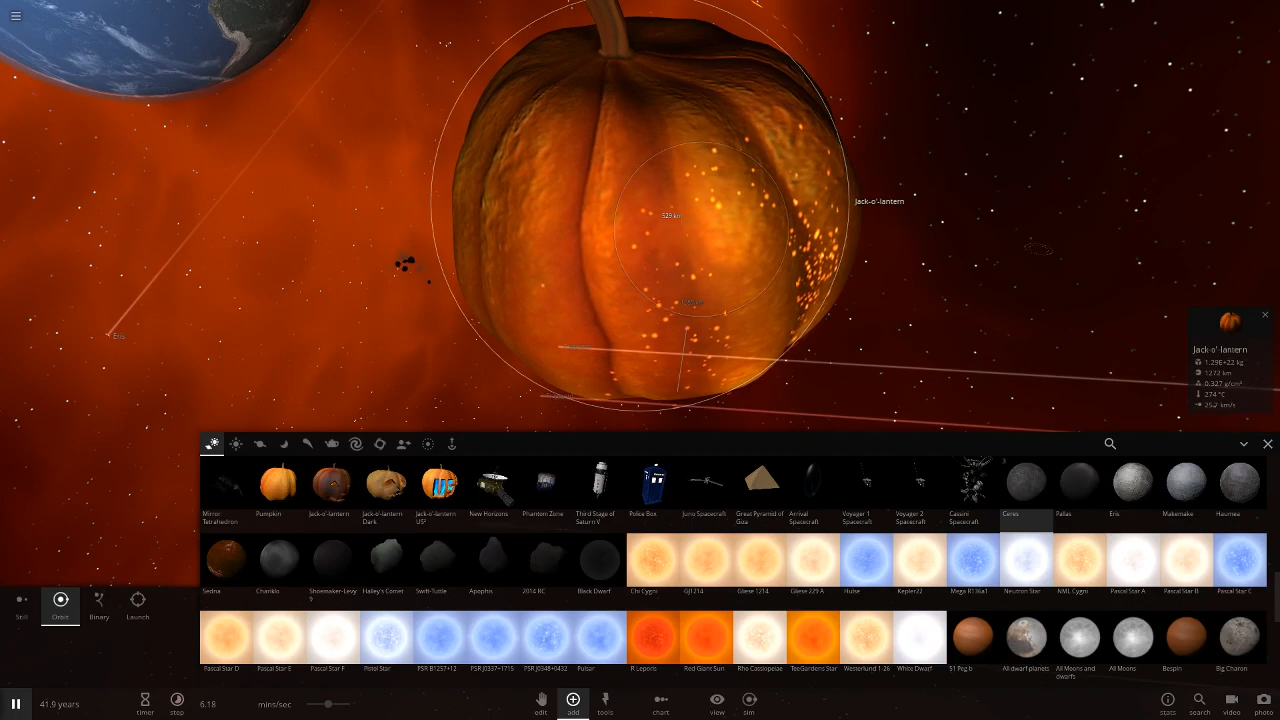 Jack-o'-lantern
529 km
Eris
Jack-o'-lantern
1.29E+22 kg
1272 km
0.327 g/cm³
274 °C
25.7 km/s
Mirror Tetrahedron
Pumpkin
Jack-o'-lantern
Jack-o'-lantern Dark
Jack-o'-lantern US²
New Horizons
Phantom Zone
Third Stage of Saturn V
Police Box
Juno Spacecraft
Great Pyramid of Giza
Arrival Spacecraft
Voyager 1 Spacecraft
Voyager 2 Spacecraft
Cassini Spacecraft
Ceres
Pallas
Eris
Makemake
Haumea
Sedna
Chariklo
Shoemaker-Levy 9
Halley's Comet
Swift-Tuttle
Apophis
2014 RC
Black Dwarf
Chi Cygni
GJ1214
Gliese 1214
Gliese 229 A
Hulse
Kepler22
Mega R136a1
Neutron Star
NML Cygni
Pascal Star A
Pascal Star B
Pascal Star C
Pascal Star D
Pascal Star E
Pascal Star F
Pistol Star
PSR B1257+12
PSR J0337+1715
PSR J0348+0432
Pulsar
R Leporis
Red Giant Sun
Rho Cassiopeiae
TeeGardens Star
Westerlund 1-26
White Dwarf
51 Peg b
All dwarf planets
All Moons and dwarfs
All Moons
Bespin
Big Charon
Still
Orbit
Binary
Launch
41.9 years
timer
step
6.18
mins/sec
edit
add
tools
chart
view
sim
stats
search
video
photo